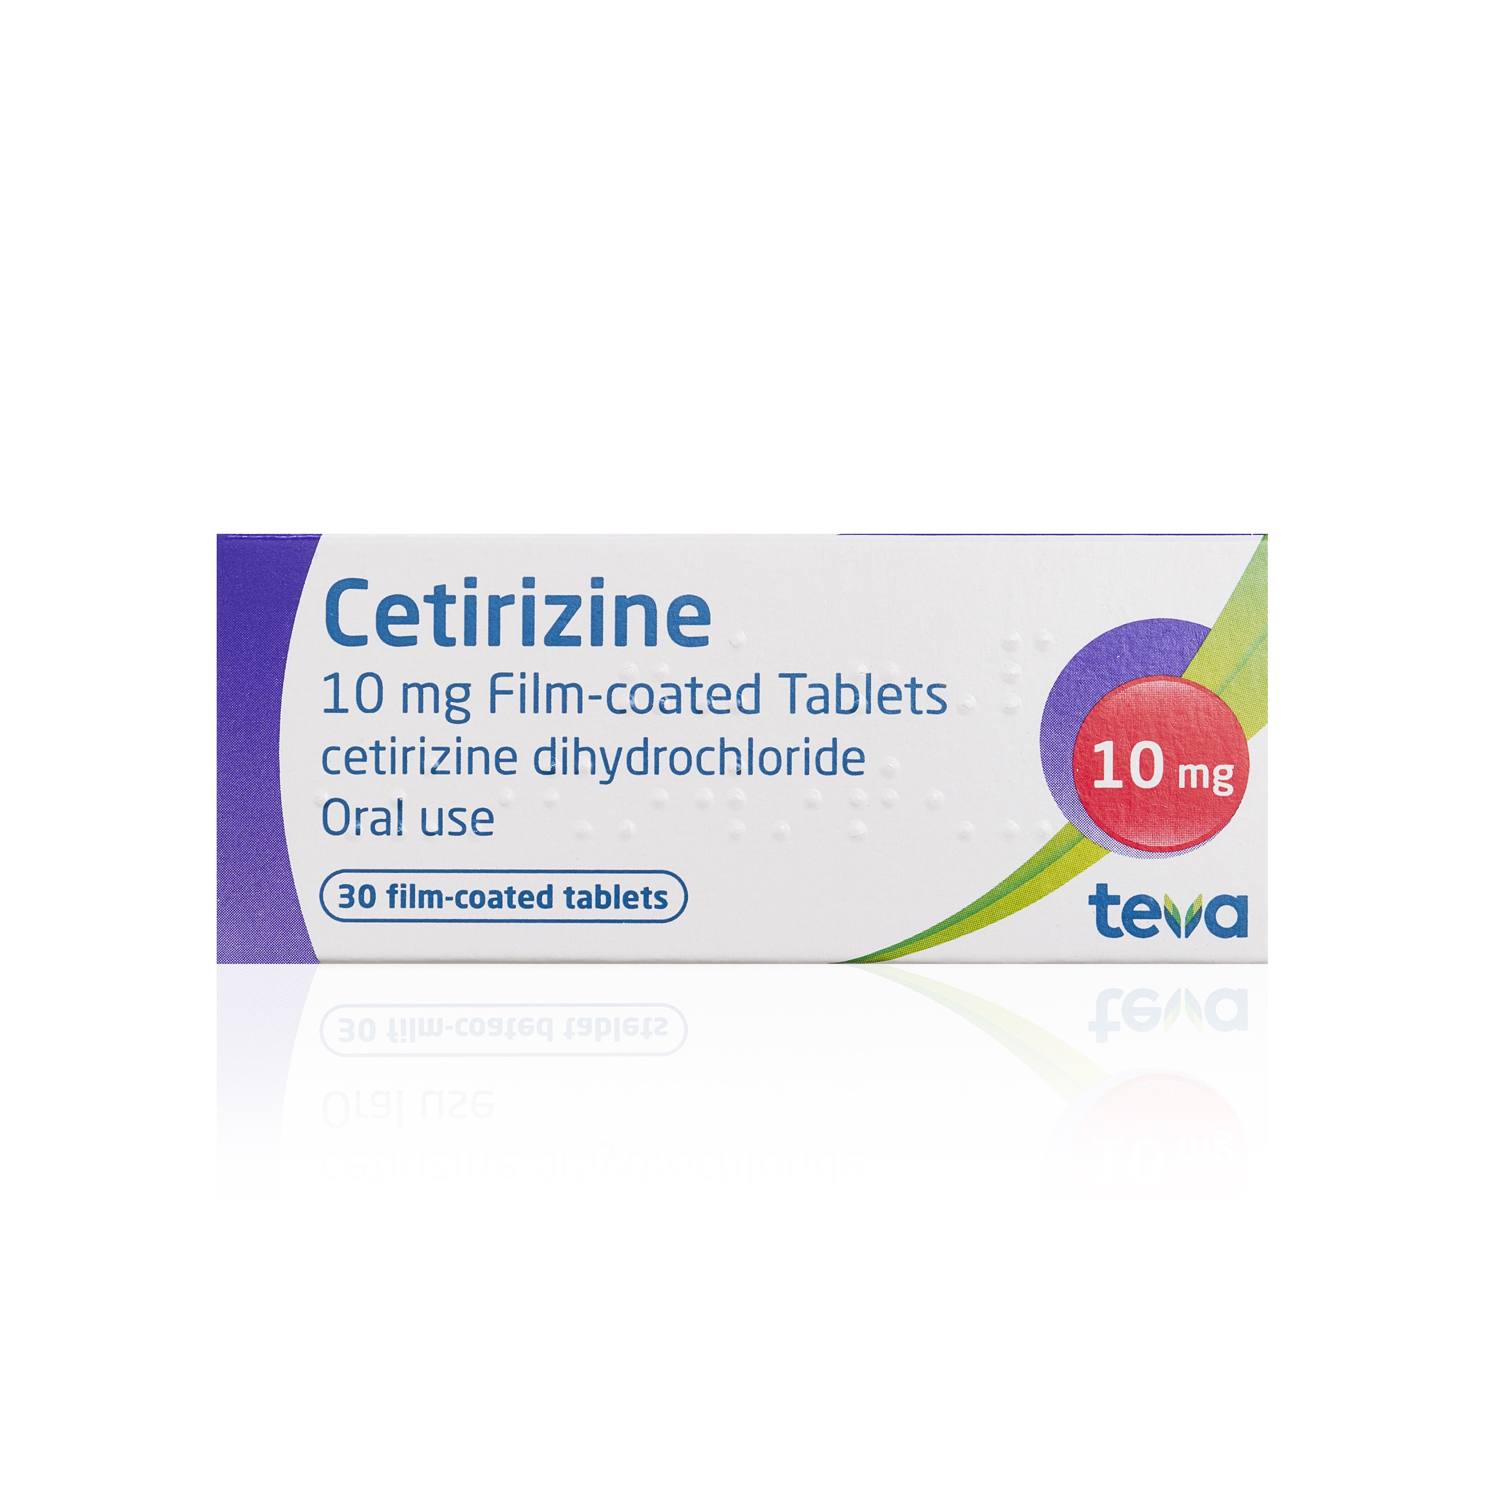 Cetirizine
10 mg Film-coated Tablets
cetirizine dihydrochloride
Oral use
30 film-coated tablets
10 mg
teva